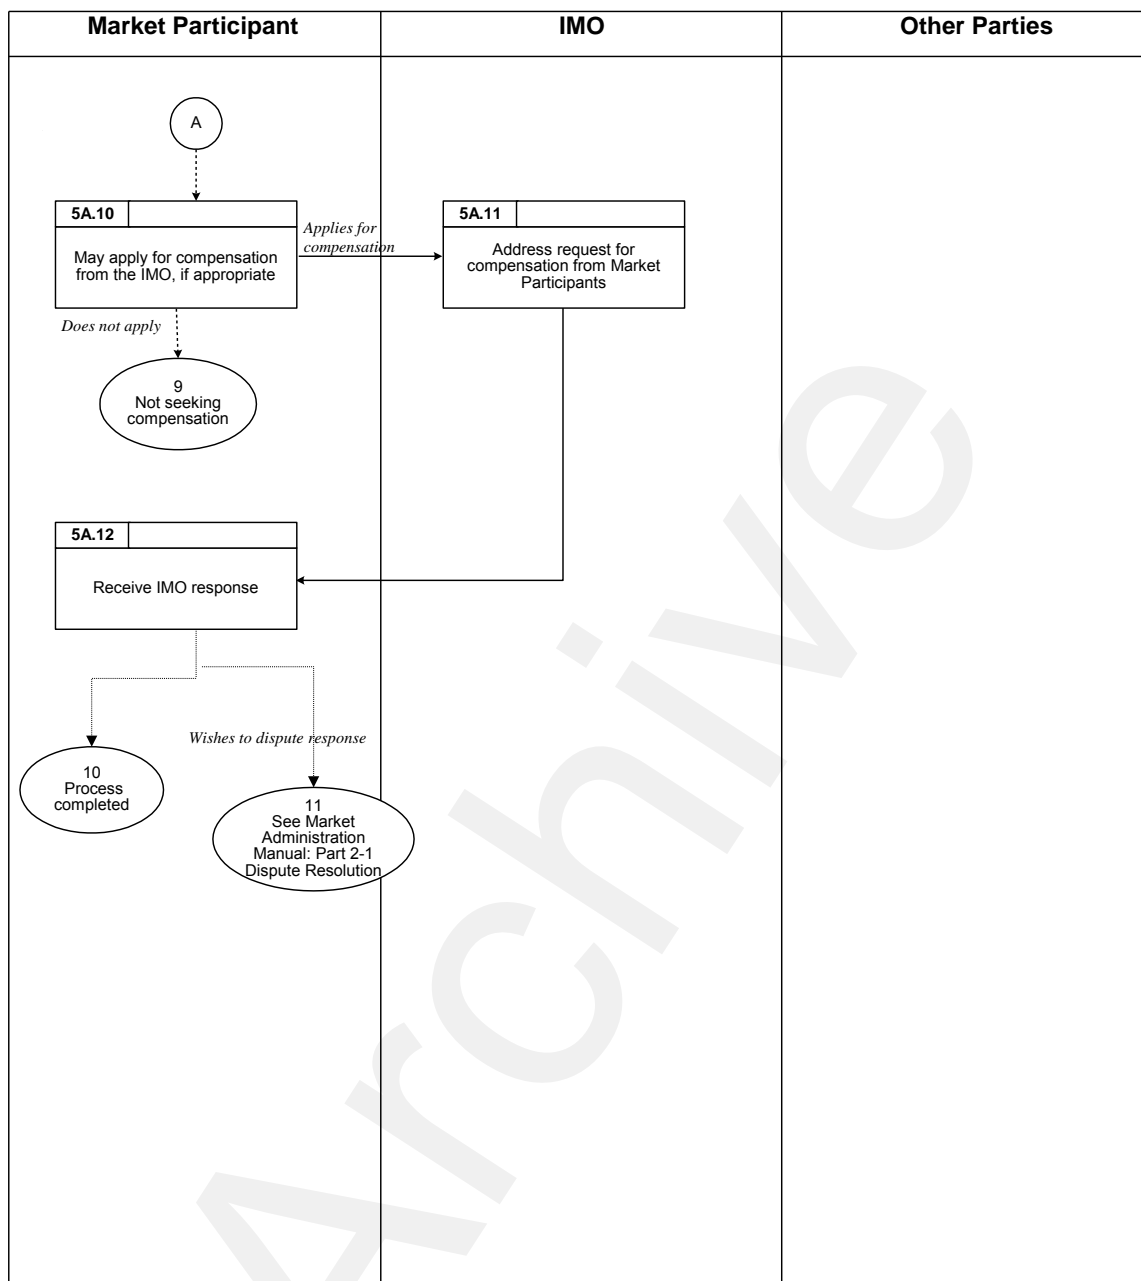 Market Participant
IMO
Other Parties
A
5A.10
May apply for compensation
from the IMO, if appropriate
Applies for
compensation
5A.11
Address request for
compensation from Market
Participants
Does not apply
9
Not seeking
compensation
5A.12
Receive IMO response
Wishes to dispute response
10
Process
completed
11
See Market
Administration
Manual: Part 2-1
Dispute Resolution
Archive